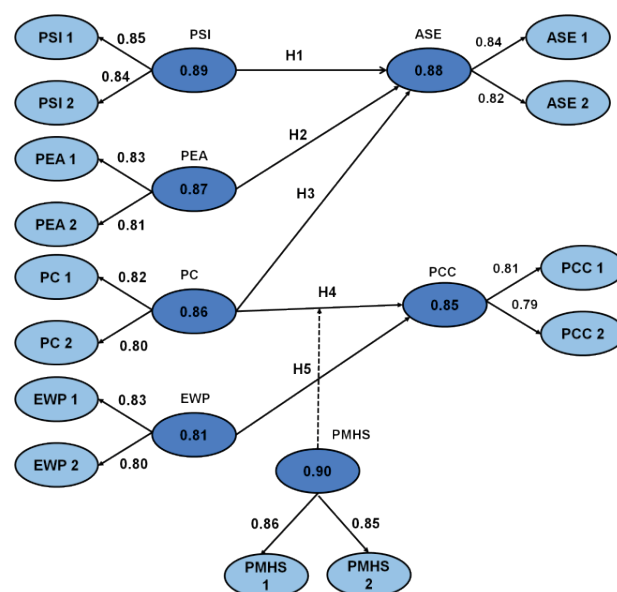 PSI 1
0.85
PSI
0.89
H1
ASE
0.88
0.84
ASE 1
PSI 2
0.84
0.82
ASE 2
PEA 1
0.83
PEA
0.87
H2
PEA 2
0.81
H3
PC 1
0.82
PC
0.86
H4
PCC
0.85
0.81
PCC 1
PC 2
0.80
0.79
PCC 2
EWP 1
0.83
EWP
0.81
H5
EWP 2
0.80
PMHS
0.90
0.86
0.85
PMHS
1
PMHS
2